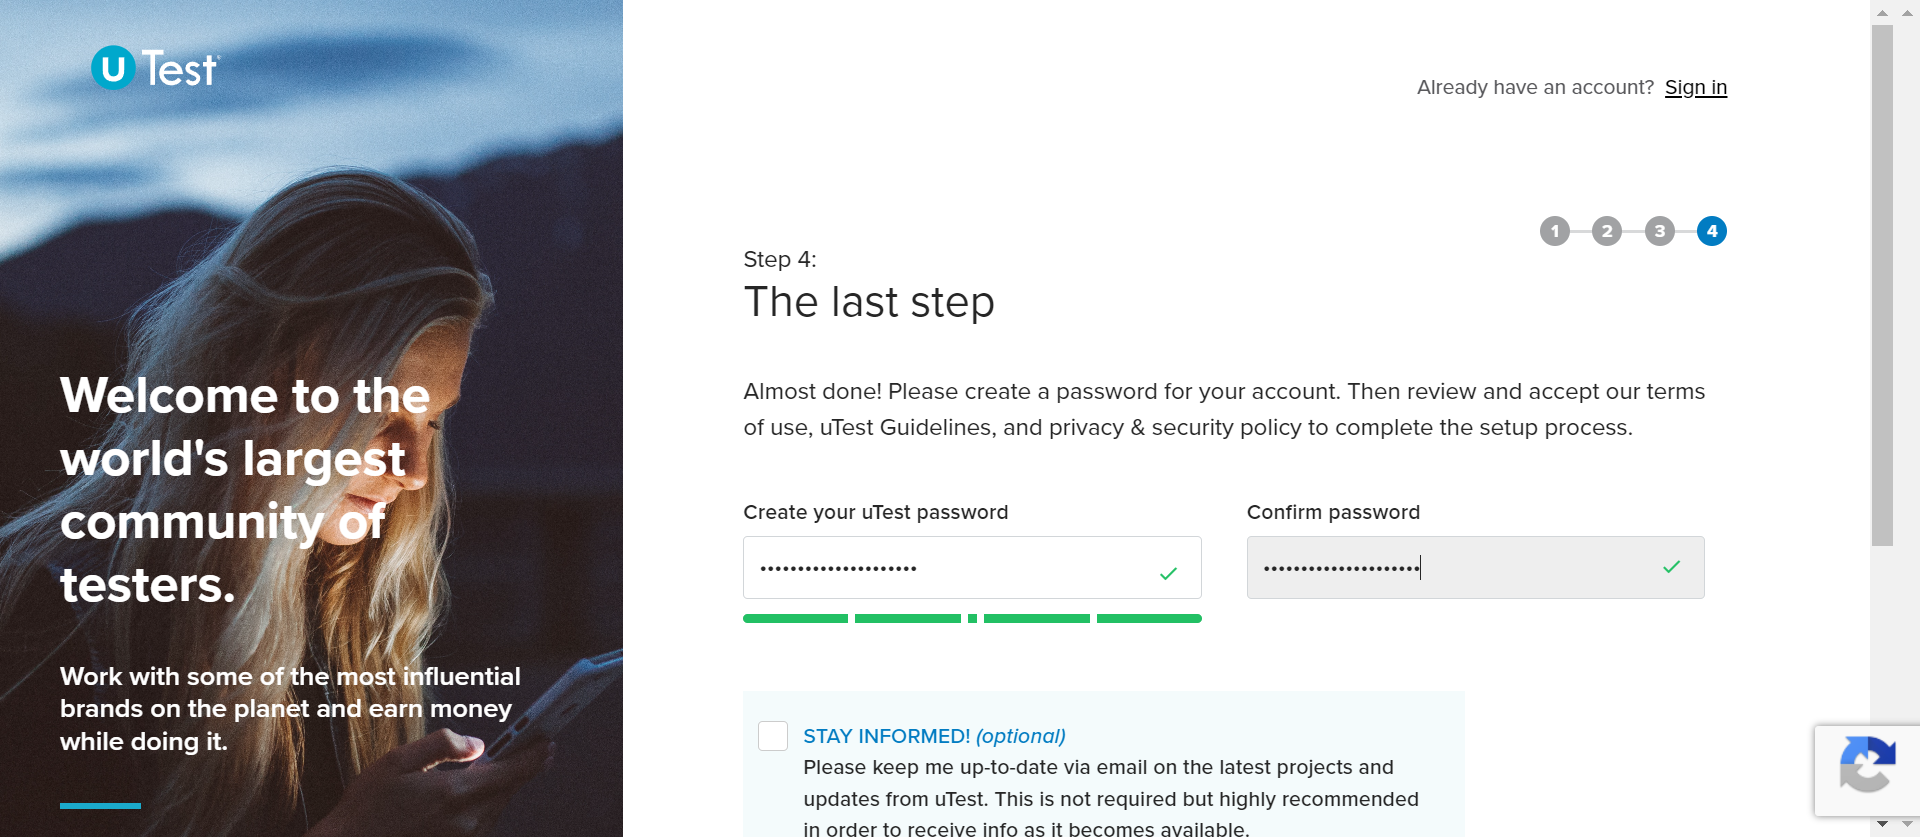 uTest
Already have an account? Sign in
1 2 3 4
Step 4:
The last step
Almost done! Please create a password for your account. Then review and accept our terms
of use, uTest Guidelines, and privacy & security policy to complete the setup process.
Create your uTest password
Confirm password
•••••••••••••••••••••
•••••••••••••••••••••
STAY INFORMED! (optional)
Please keep me up-to-date via email on the latest projects and
updates from uTest. This is not required but highly recommended
in order to receive info as it becomes available.
Welcome to the
world's largest
community of
testers.
Work with some of the most influential
brands on the planet and earn money
while doing it.